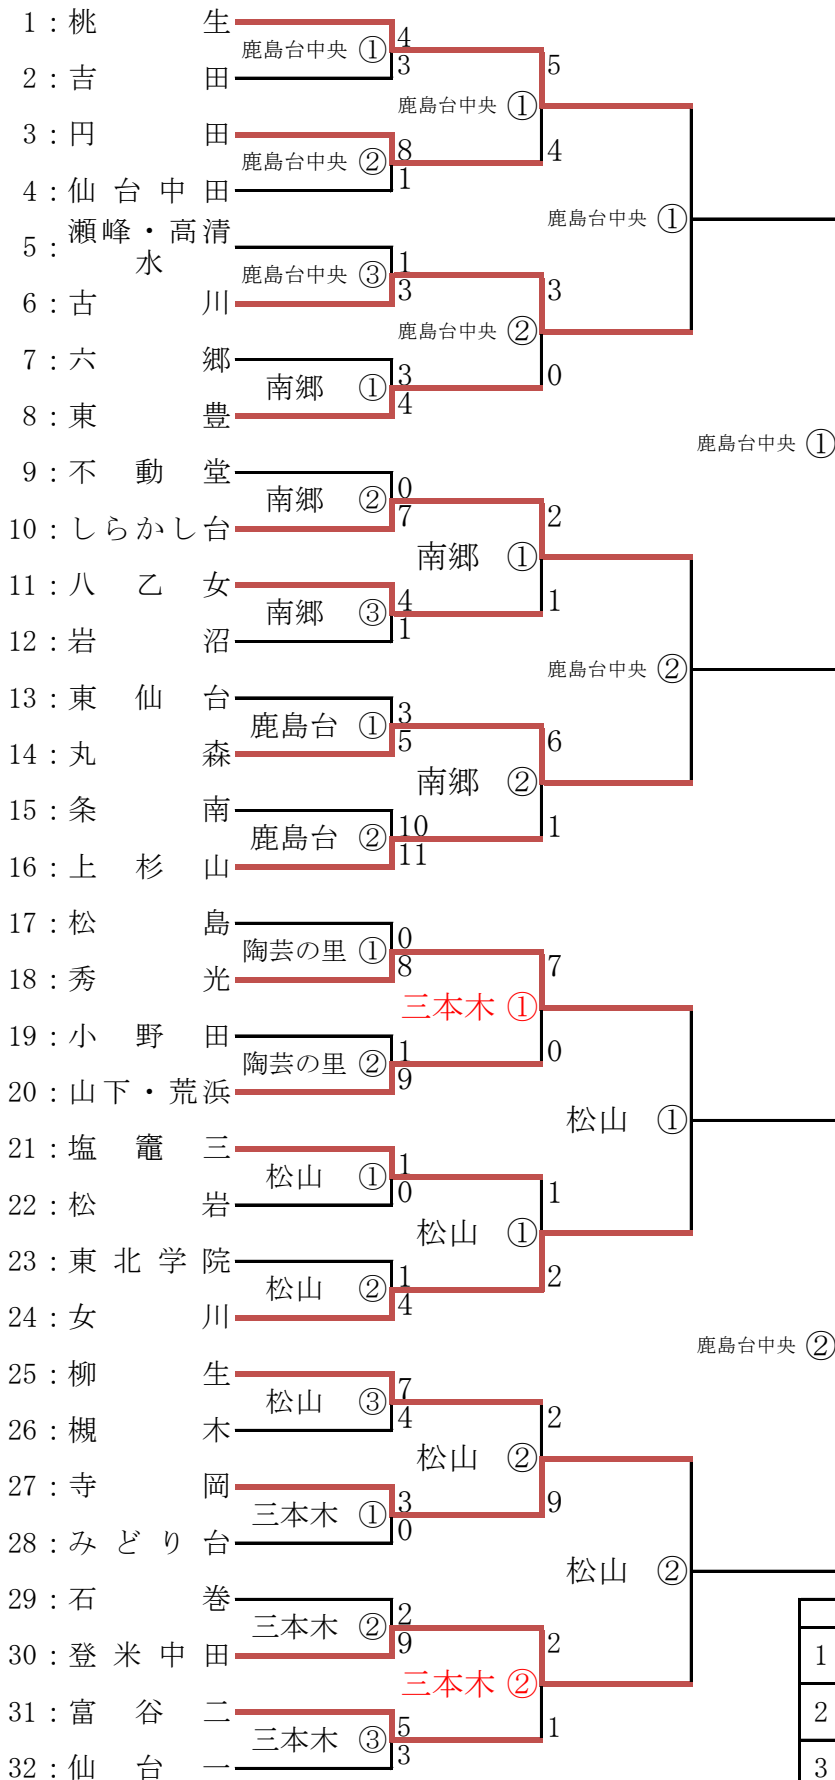 1：桃生
鹿島台中央 ①
4
3
2：吉田
5
鹿島台中央 ①
4
3：円田
鹿島台中央 ②
8
1
4：仙台中田
鹿島台中央 ①
5：瀬峰・高清水
鹿島台中央 ③
1
3
6：古川
3
鹿島台中央 ②
0
7：六郷
南郷 ①
3
4
8：東豊
鹿島台中央 ①
9：不動堂
南郷 ②
0
7
10：しらかし台
2
南郷 ①
1
11：八乙女
南郷 ③
4
1
12：岩沼
鹿島台中央 ②
13：東仙台
鹿島台 ①
3
5
14：丸森
6
南郷 ②
1
15：条南
鹿島台 ②
10
11
16：上杉山
17：松島
陶芸の里 ①
0
8
18：秀光
7
三本木 ①
0
19：小野田
陶芸の里 ②
1
9
20：山下・荒浜
松山 ①
21：塩竈三
松山 ①
1
0
22：松岩
1
松山 ①
2
23：東北学院
松山 ②
1
4
24：女川
鹿島台中央 ②
25：柳生
松山 ③
7
4
26：槻木
2
松山 ②
9
27：寺岡
三本木 ①
3
0
28：みどり台
松山 ②
29：石巻
三本木 ②
2
9
30：登米中田
2
三本木 ②
1
31：富谷二
三本木 ③
5
3
32：仙台一
1
2
3